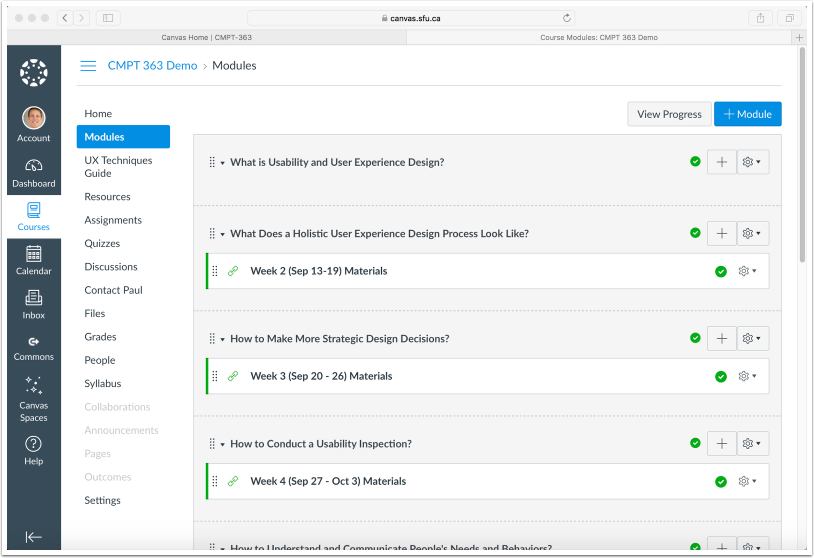 canvas.sfu.ca
Canvas Home | CMPT-363
Course Modules: CMPT 363 Demo
CMPT 363 Demo › Modules
Account
Dashboard
Courses
Calendar
Inbox
Commons
Canvas
Spaces
Help
Home
Modules
UX Techniques
Guide
Resources
Assignments
Quizzes
Discussions
Contact Paul
Files
Grades
People
Syllabus
Collaborations
Announcements
Pages
Outcomes
Settings
View Progress
+ Module
What is Usability and User Experience Design?
What Does a Holistic User Experience Design Process Look Like?
Week 2 (Sep 13-19) Materials
How to Make More Strategic Design Decisions?
Week 3 (Sep 20 - 26) Materials
How to Conduct a Usability Inspection?
Week 4 (Sep 27 - Oct 3) Materials
How to Understand and Communicate People's Needs and Behaviors?